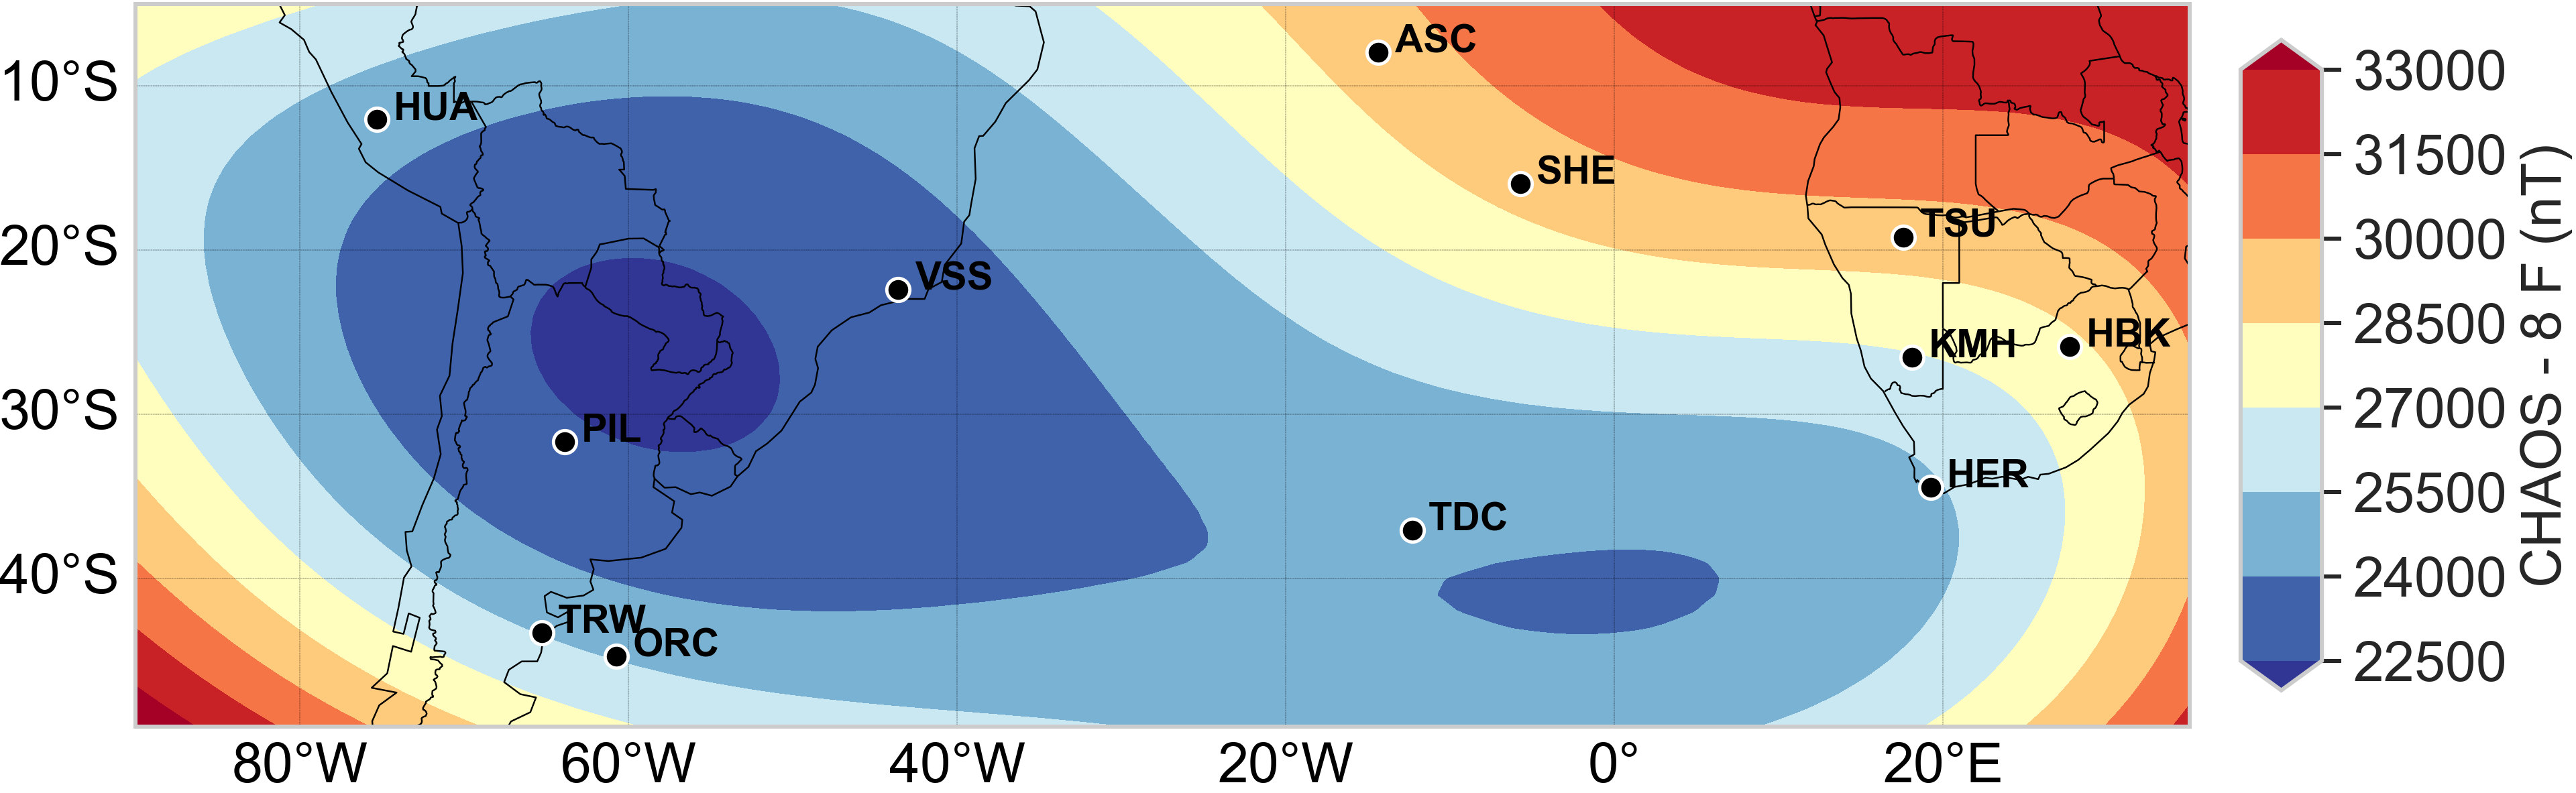 10°S
20°S
30°S
40°S
80°W
60°W
40°W
20°W
0°
20°E
ASC
HUA
SHE
TSU
VSS
HBK
KMH
PIL
HER
TDC
TRW
ORC
33000
31500
30000
28500
27000
25500
24000
22500
CHAOS - 8 F (nT)